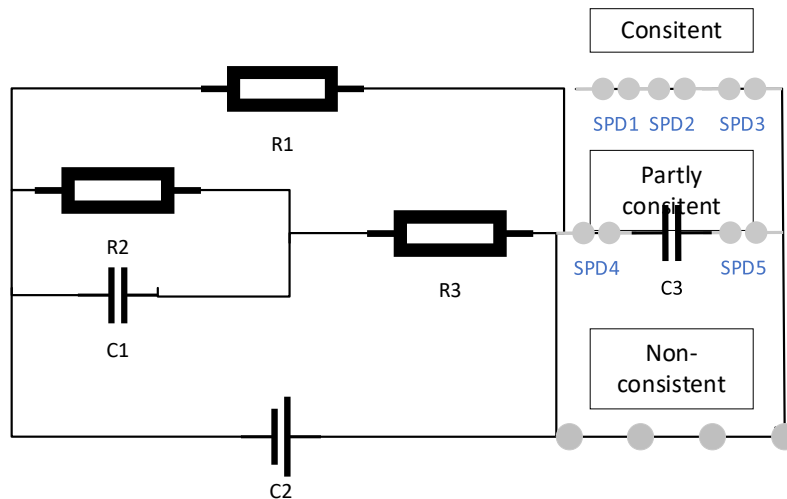 Consitent
SPD1 SPD2 SPD3
R1
Partly
consitent
R2
SPD4 SPD5
C3
R3
C1
Non-
consistent
C2